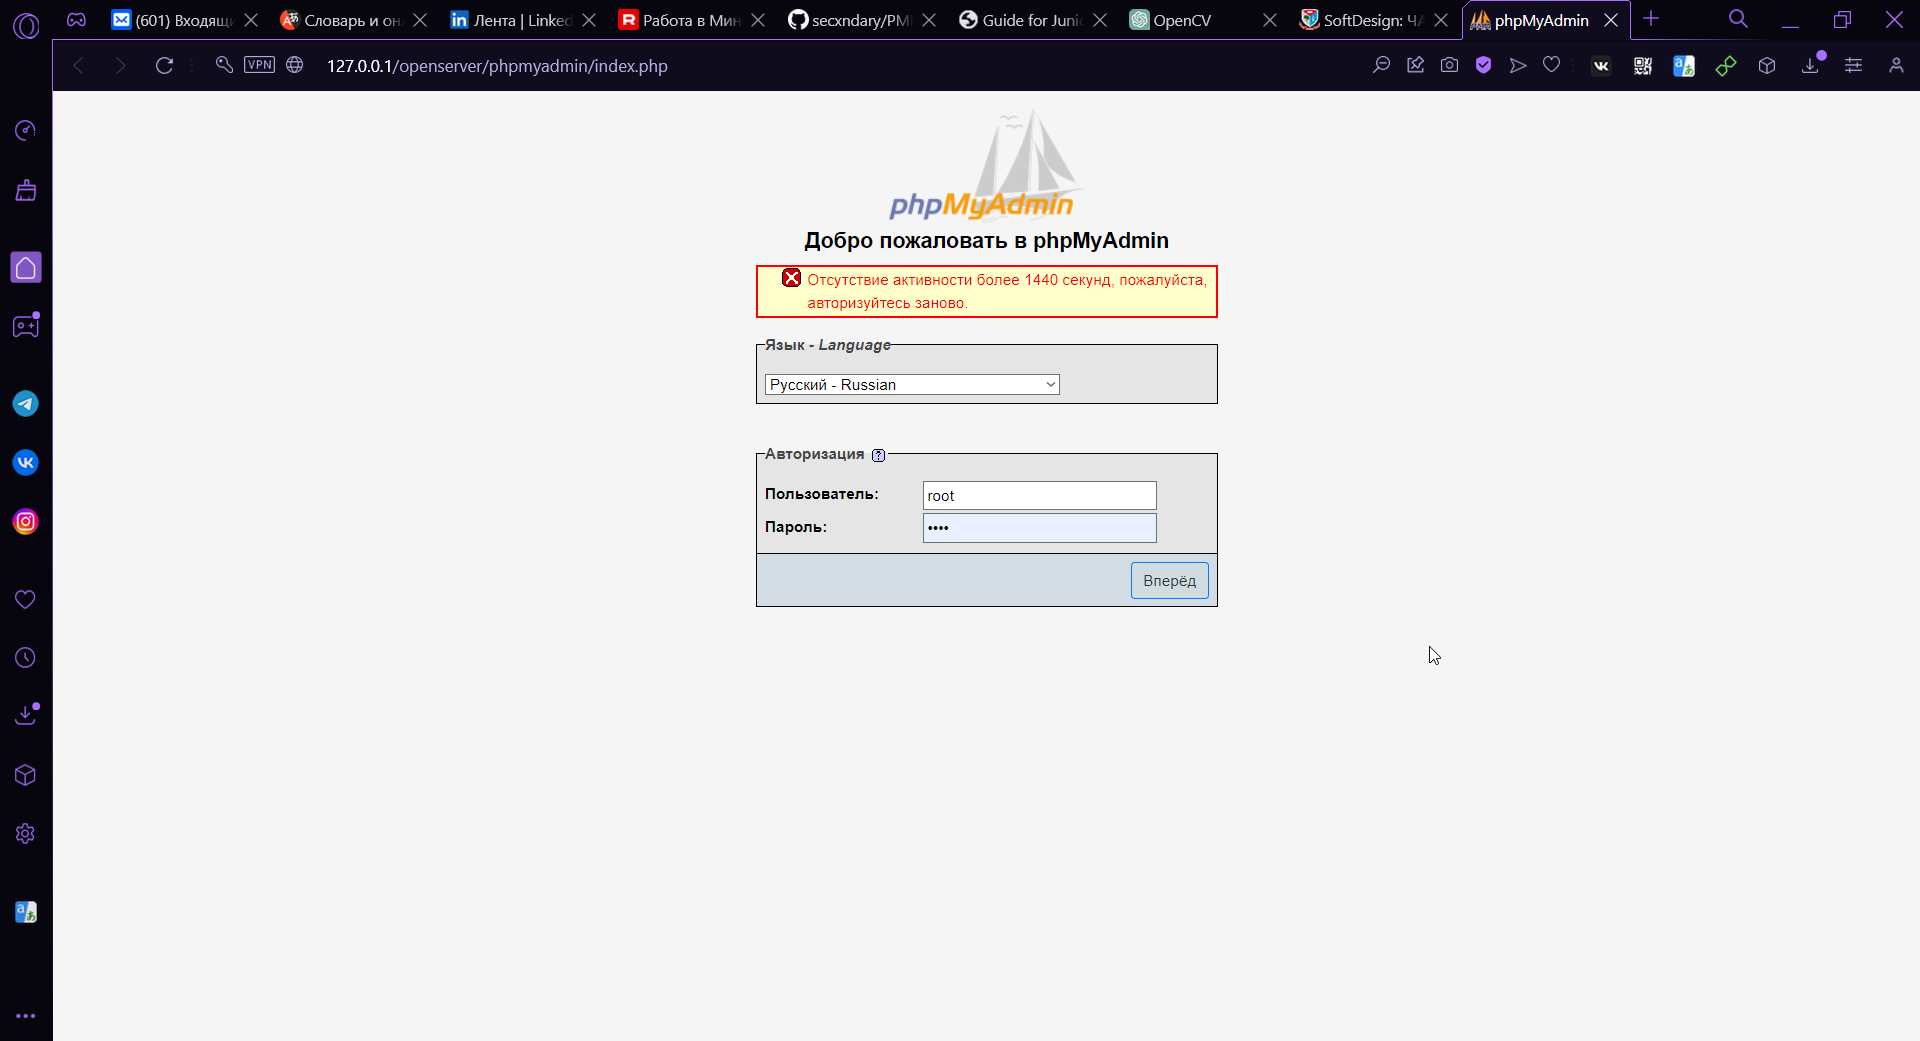 (601) Входящи
Словарь и он
Лента | Linked
Работа в Мин
secxndary/PM
Guide for Juni
OpenCV
SoftDesign: ЧА
phpMyAdmin
VPN
127.0.0.1/openserver/phpmyadmin/index.php
phpMyAdmin
Добро пожаловать в phpMyAdmin
Отсутствие активности более 1440 секунд, пожалуйста,
авторизуйтесь заново.
Язык - Language
Русский - Russian
Авторизация
Пользователь: root
Пароль: ••••
Вперёд